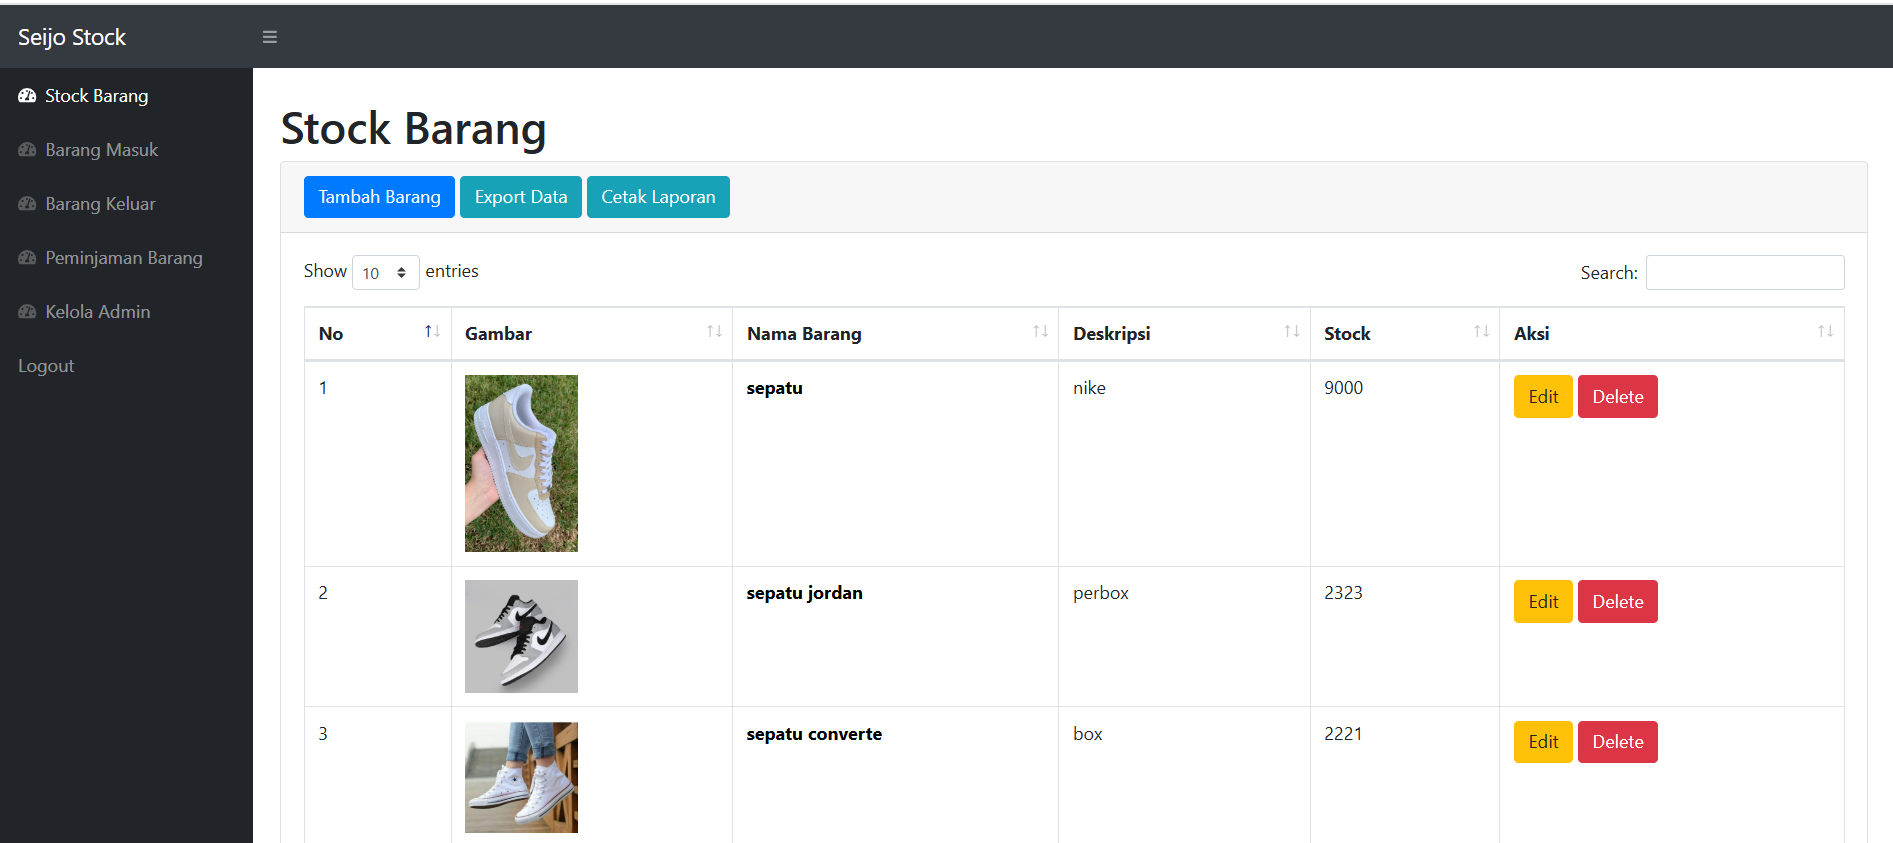 Seijo Stock
Stock Barang
Barang Masuk
Barang Keluar
Peminjaman Barang
Kelola Admin
Logout
Stock Barang
Tambah Barang Export Data Cetak Laporan
Show 10 entries Search:
No Gambar Nama Barang Deskripsi Stock Aksi
1 sepatu nike 9000 Edit Delete
2 sepatu jordan perbox 2323 Edit Delete
3 sepatu converte box 2221 Edit Delete